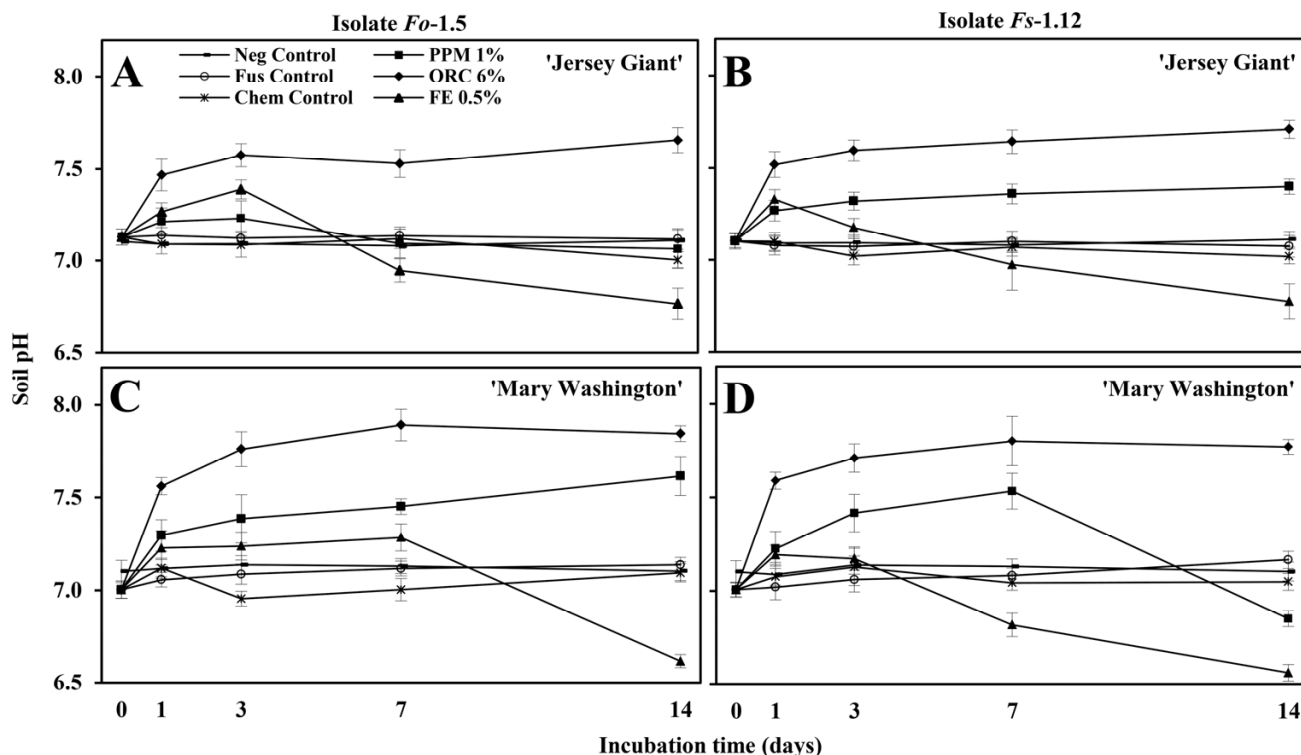 Isolate Fo-1.5 Isolate Fs-1.12
A Neg Control PPM 1% 'Jersey Giant' B 'Jersey Giant'
Fus Control ORC 6%
Chem Control FE 0.5%
8.0
7.5
7.0
6.5
Soil pH
C 'Mary Washington' D 'Mary Washington'
8.0
7.5
7.0
6.5
0 1 3 7 14 0 1 3 7 14
Incubation time (days)